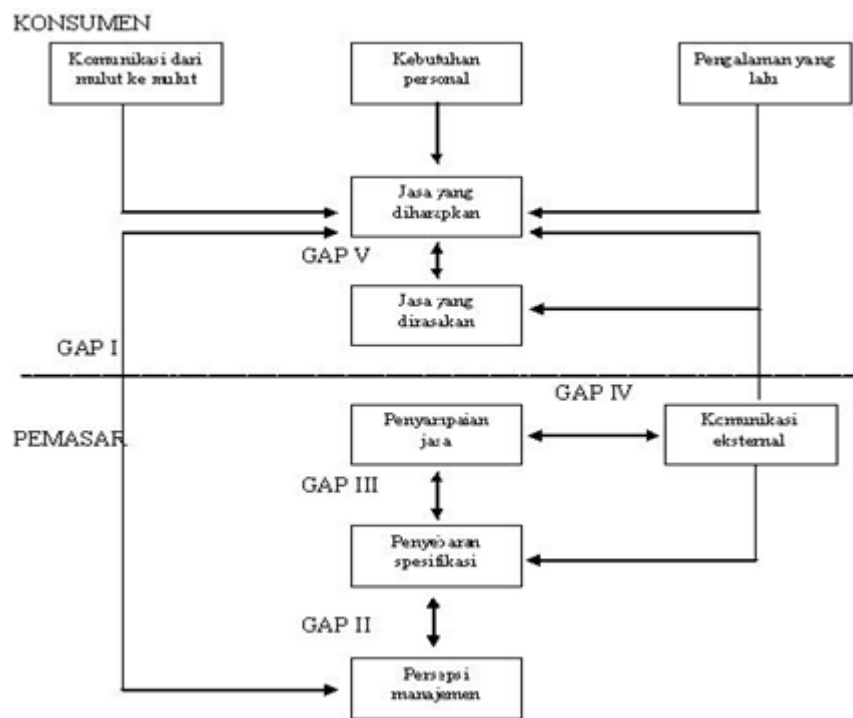 KONSUMEN
Komunikasi dari
mulut ke mulut
Kebutuhan
personal
Pengalaman yang
lalu
Jasa yang
diharapkan
GAP V
Jasa yang
dirasakan
GAP I
GAP IV
PEMASAR
Penyampaian
jasa
Komunikasi
eksternal
GAP III
Penyebaran
spesifikasi
GAP II
Persepsi
manajemen